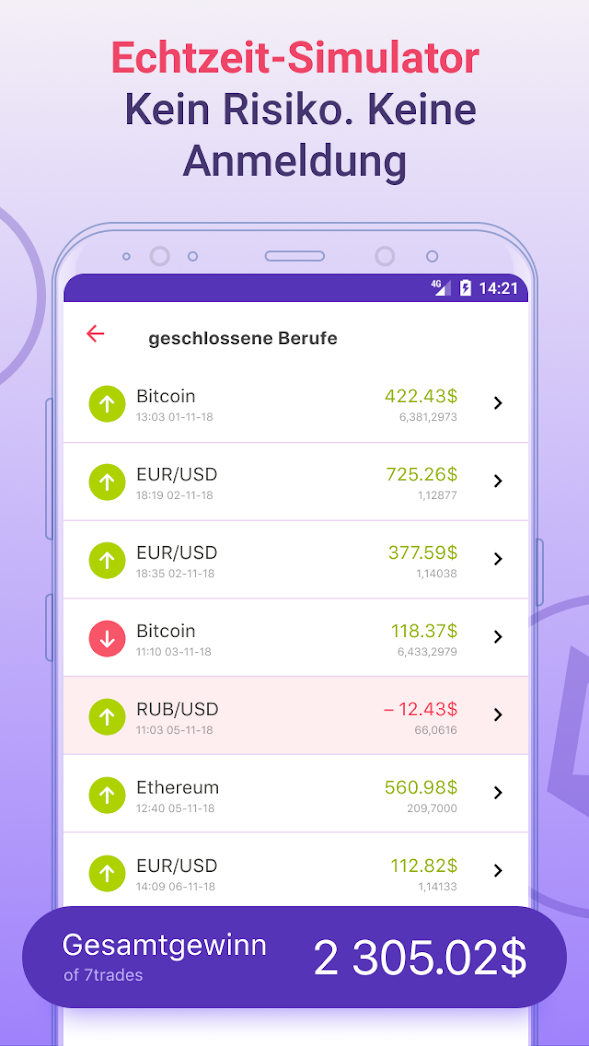 Echtzeit-Simulator
Kein Risiko. Keine
Anmeldung
4G 14:21
geschlossene Berufe
Bitcoin 422.43$
13:03 01-11-18 6,381,2973
EUR/USD 725.26$
18:19 02-11-18 1,12877
EUR/USD 377.59$
18:35 02-11-18 1,14038
Bitcoin 118.37$
11:10 03-11-18 6,433,2979
RUB/USD – 12.43$
11:03 05-11-18 66,0616
Ethereum 560.98$
12:40 05-11-18 209,7000
EUR/USD 112.82$
14:09 06-11-18 1,14133
Gesamtgewinn 2 305.02$
of 7trades